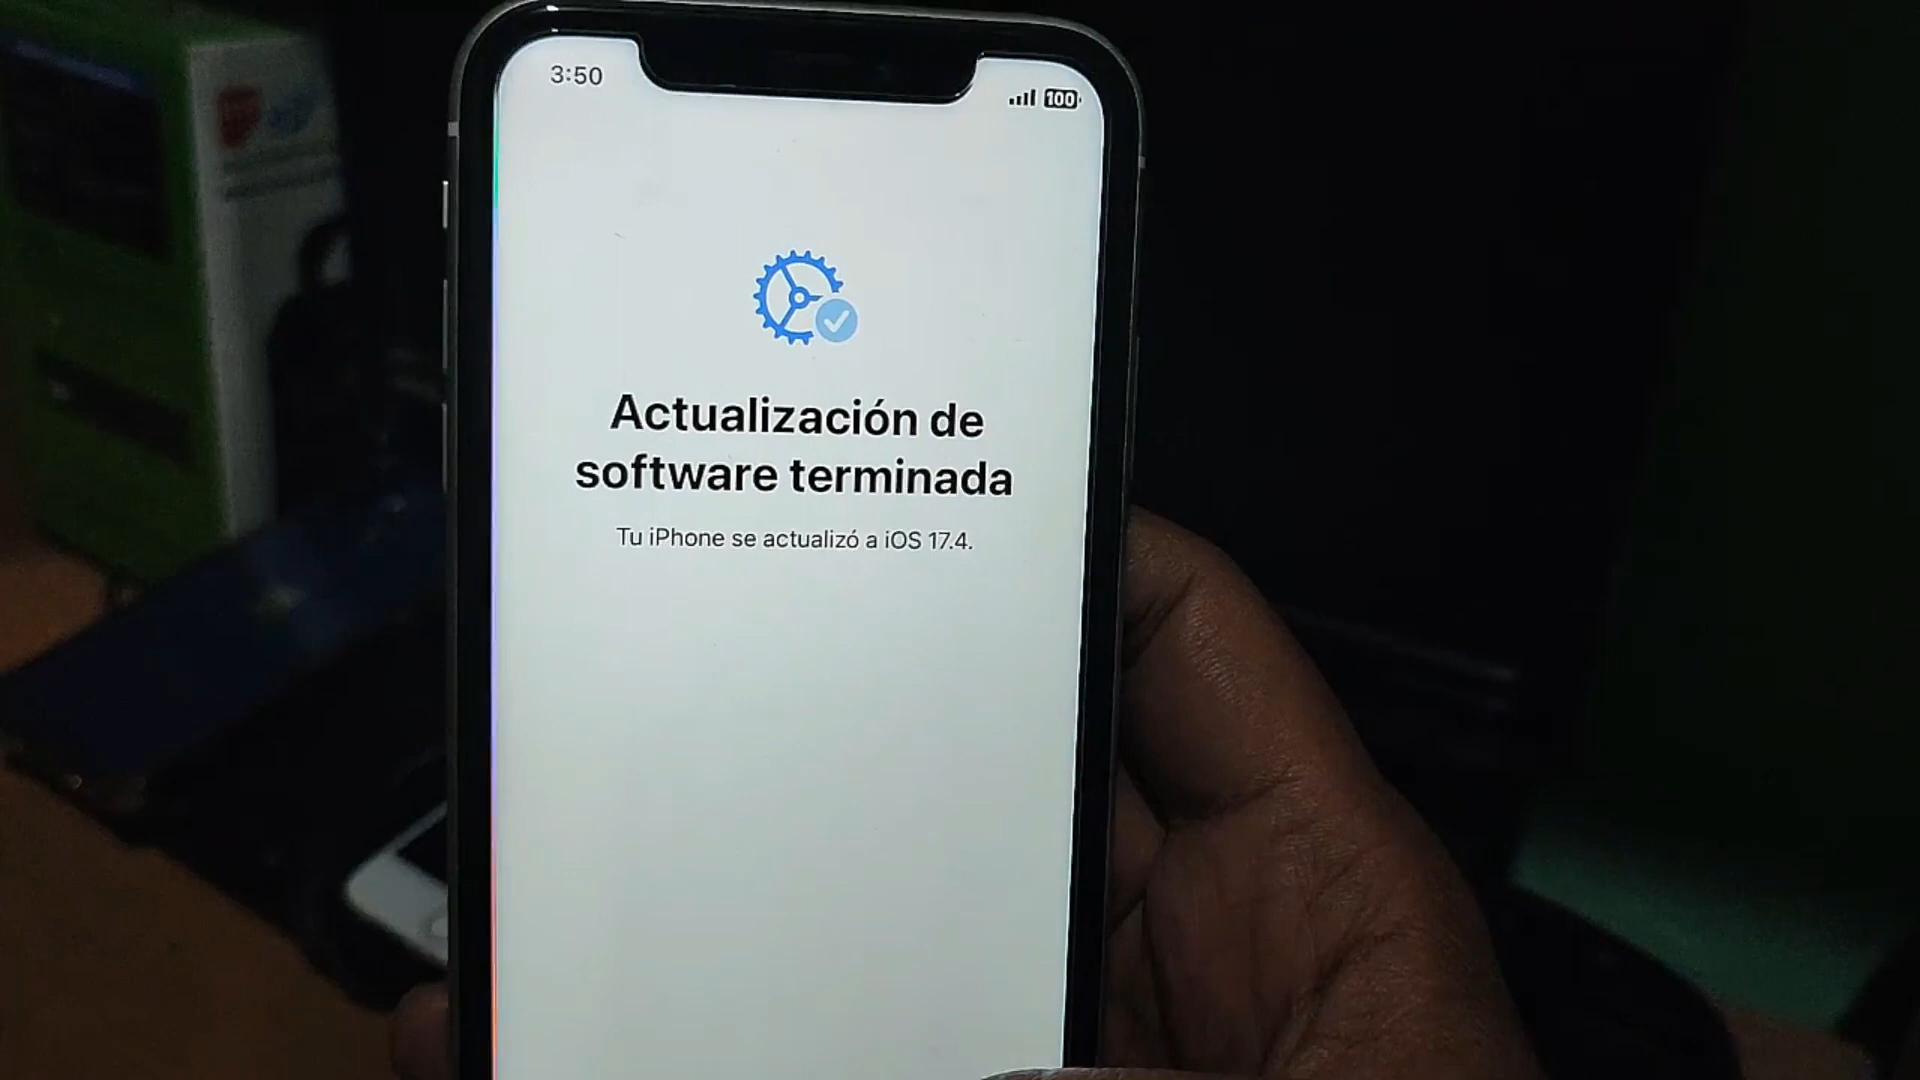 3:50
100
Actualización de
software terminada
Tu iPhone se actualizó a iOS 17.4.